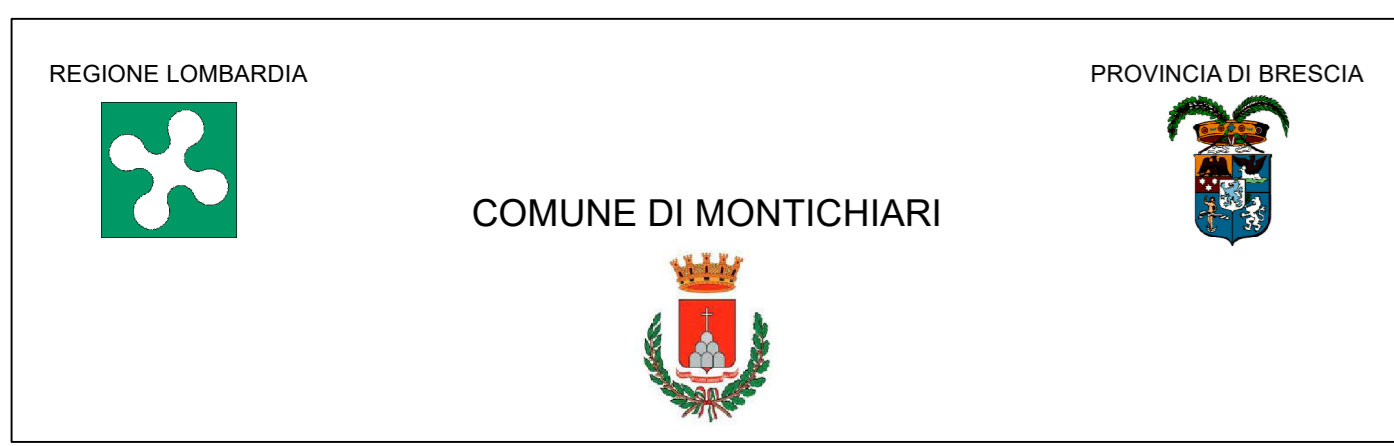 REGIONE LOMBARDIA
PROVINCIA DI BRESCIA
COMUNE DI MONTICHIARI